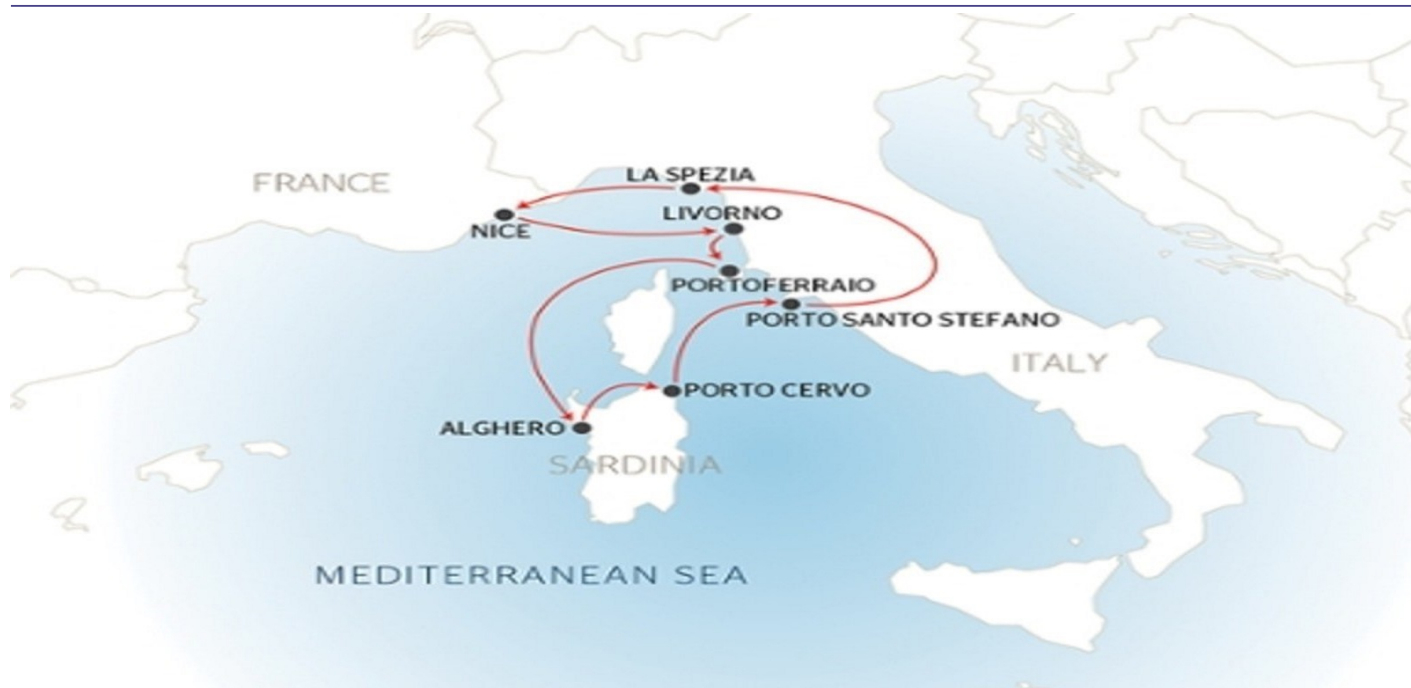 LA SPEZIA
FRANCE
LIVORNO
NICE
PORTOFERRAIO
PORTO SANTO STEFANO
ITALY
PORTO CERVO
ALGHERO
SARDINIA
MEDITERRANEAN SEA